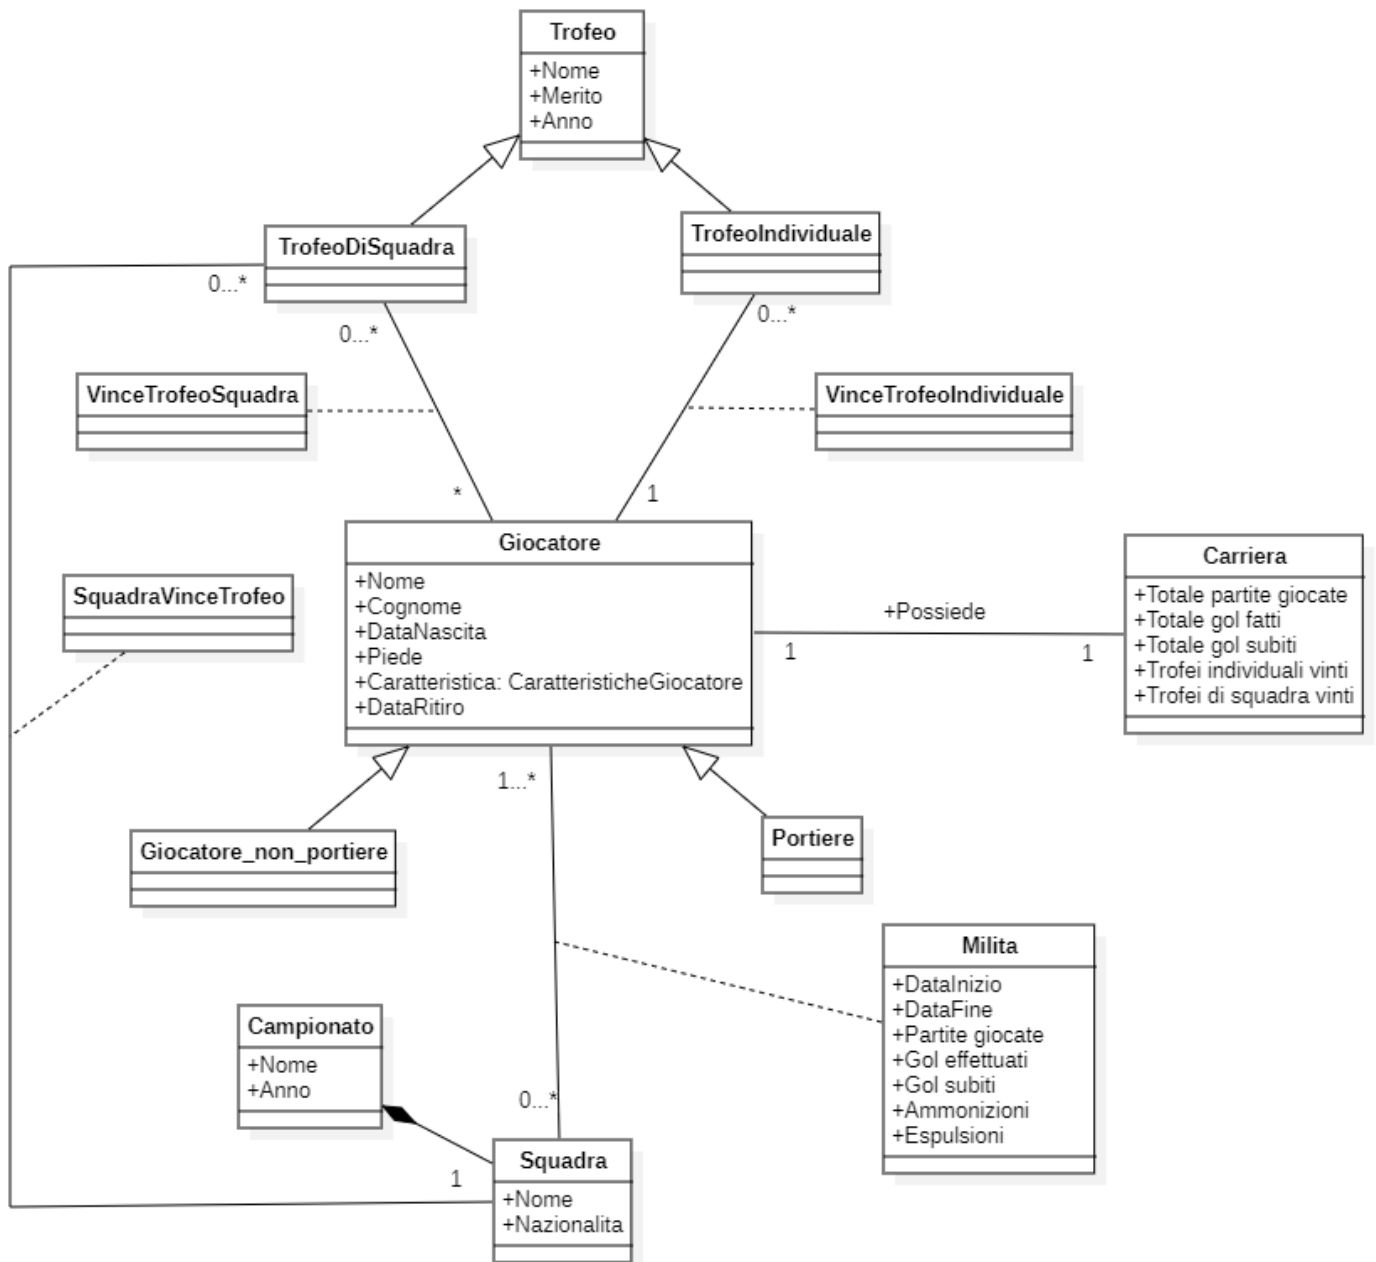 Trofeo
+Nome
+Merito
+Anno
TrofeoDiSquadra
TrofeoIndividuale
0...*
0...*
0...*
VinceTrofeoSquadra
VinceTrofeoIndividuale
*
1
Giocatore
+Nome
+Cognome
+DataNascita
+Piede
+Caratteristica: CaratteristicheGiocatore
+DataRitiro
SquadraVinceTrofeo
+Possiede
1
1
Carriera
+Totale partite giocate
+Totale gol fatti
+Totale gol subiti
+Trofei individuali vinti
+Trofei di squadra vinti
1...*
Giocatore_non_portiere
Portiere
Milita
+DataInizio
+DataFine
+Partite giocate
+Gol effettuati
+Gol subiti
+Ammonizioni
+Espulsioni
Campionato
+Nome
+Anno
0...*
1
Squadra
+Nome
+Nazionalita